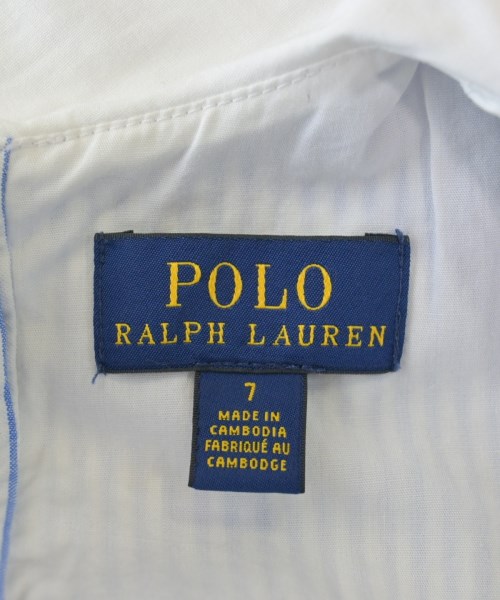 POLO
RALPH LAUREN
7
MADE IN
CAMBODIA
FABRIQUÉ AU
CAMBODGE